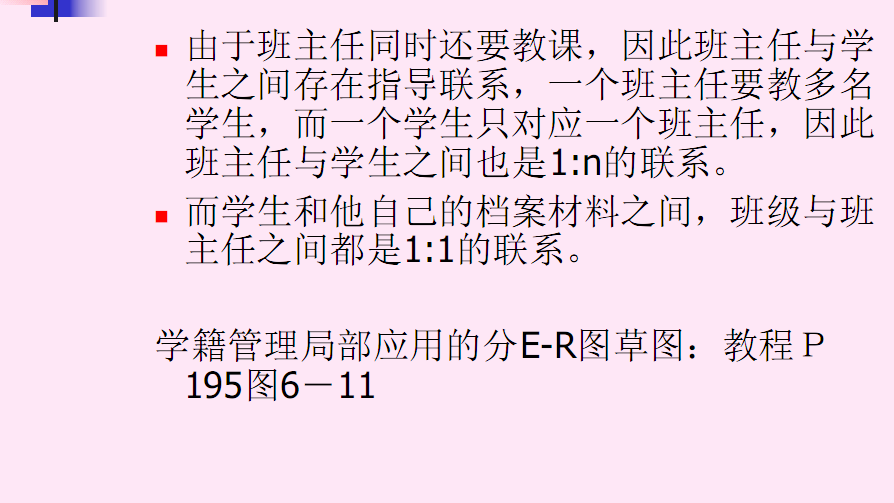 由于班主任同时还要教课，因此班主任与学
生之间存在指导联系，一个班主任要教多名
学生，而一个学生只对应一个班主任，因此
班主任与学生之间也是1:n的联系。
而学生和他自己的档案材料之间，班级与班
主任之间都是1:1的联系。
学籍管理局部应用的分E-R图草图：教程Ｐ
195图6－11